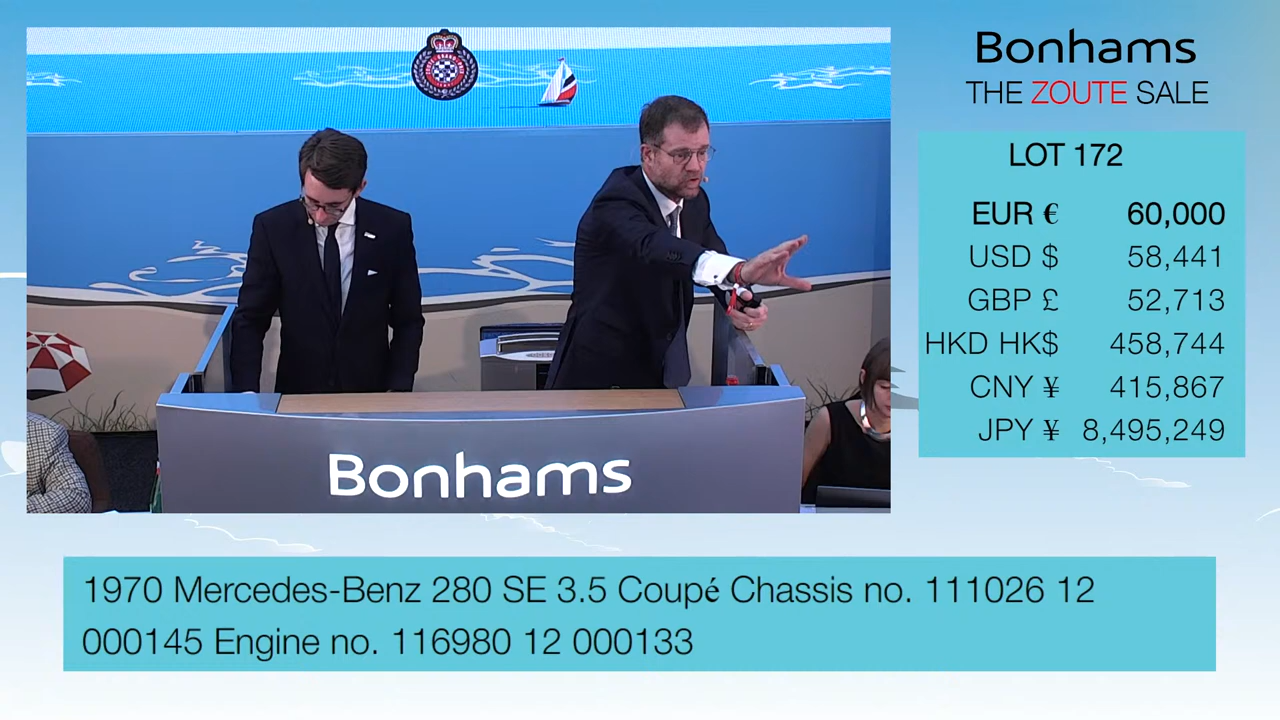 Bonhams
THE ZOUTE SALE
LOT 172
EUR € 60,000
USD $ 58,441
GBP £ 52,713
HKD HK$ 458,744
CNY ¥ 415,867
JPY ¥ 8,495,249
Bonhams
1970 Mercedes-Benz 280 SE 3.5 Coupé Chassis no. 111026 12
000145 Engine no. 116980 12 000133